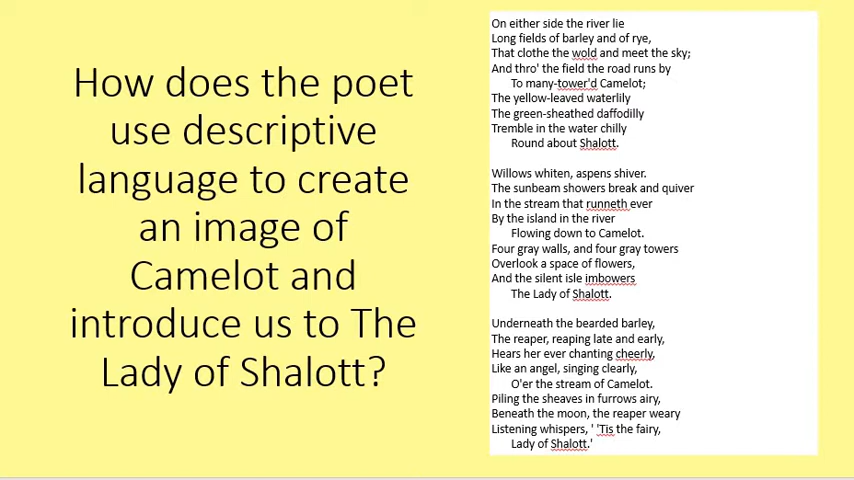 How does the poet
use descriptive
language to create
an image of
Camelot and
introduce us to The
Lady of Shalott?
On either side the river lie
Long fields of barley and of rye,
That clothe the wold and meet the sky;
And thro' the field the road runs by
To many-tower'd Camelot;
The yellow-leaved waterlily
The green-sheathed daffodilly
Tremble in the water chilly
Round about Shalott.
Willows whiten, aspens shiver.
The sunbeam showers break and quiver
In the stream that runneth ever
By the island in the river
Flowing down to Camelot.
Four gray walls, and four gray towers
Overlook a space of flowers,
And the silent isle imbowers
The Lady of Shalott.
Underneath the bearded barley,
The reaper, reaping late and early,
Hears her ever chanting cheerly,
Like an angel, singing clearly,
O'er the stream of Camelot.
Piling the sheaves in furrows airy,
Beneath the moon, the reaper weary
Listening whispers, ' 'Tis the fairy,
Lady of Shalott.'